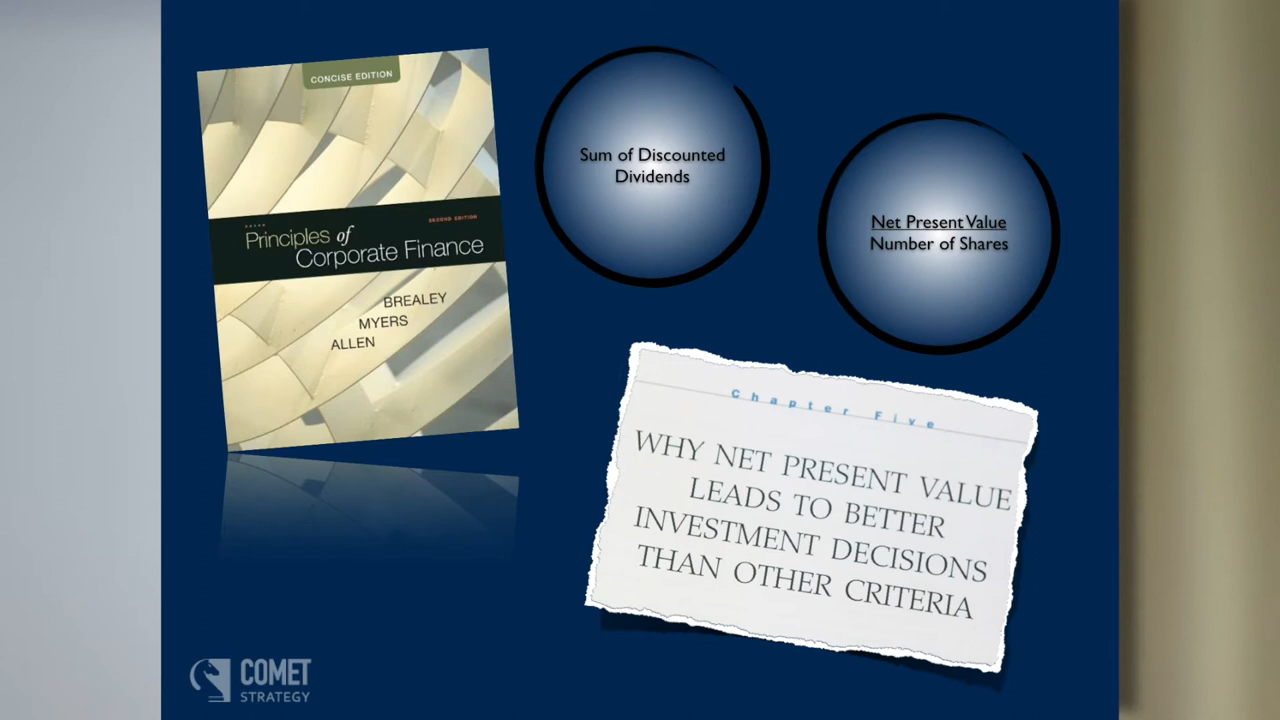 CONCISE EDITION
SECOND EDITION
Principles of
Corporate Finance
BREALEY
MYERS
ALLEN
Sum of Discounted
Dividends
Net Present Value
Number of Shares
Chapter Five
WHY NET PRESENT VALUE
LEADS TO BETTER
INVESTMENT DECISIONS
THAN OTHER CRITERIA
COMET
STRATEGY